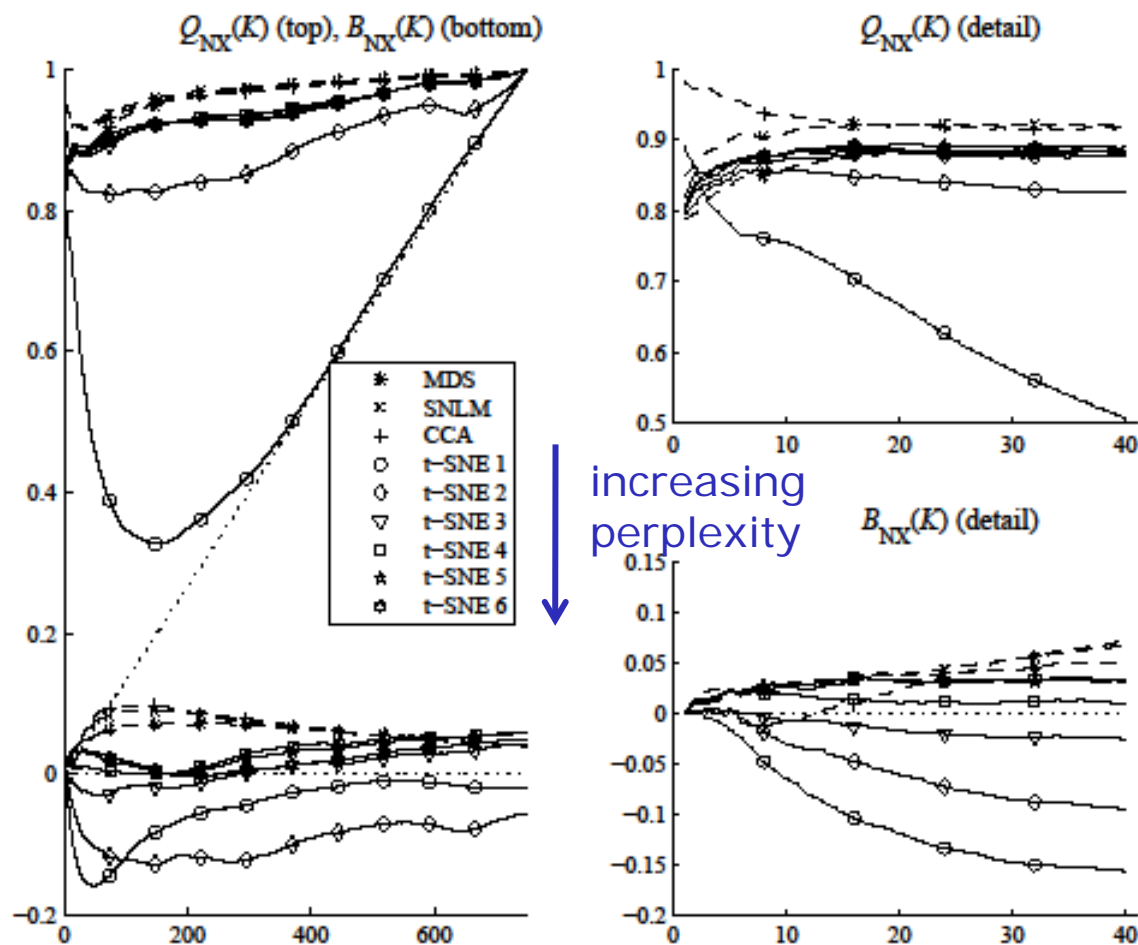 Q_NX(K) (top), B_NX(K) (bottom)
1
0.8
0.6
0.4
0.2
0
−0.2
0
200
400
600
MDS
SNLM
CCA
t−SNE 1
t−SNE 2
t−SNE 3
t−SNE 4
t−SNE 5
t−SNE 6
increasing
perplexity
Q_NX(K) (detail)
1
0.9
0.8
0.7
0.6
0.5
0
10
20
30
40
B_NX(K) (detail)
0.15
0.1
0.05
0
−0.05
−0.1
−0.15
−0.2
0
10
20
30
40